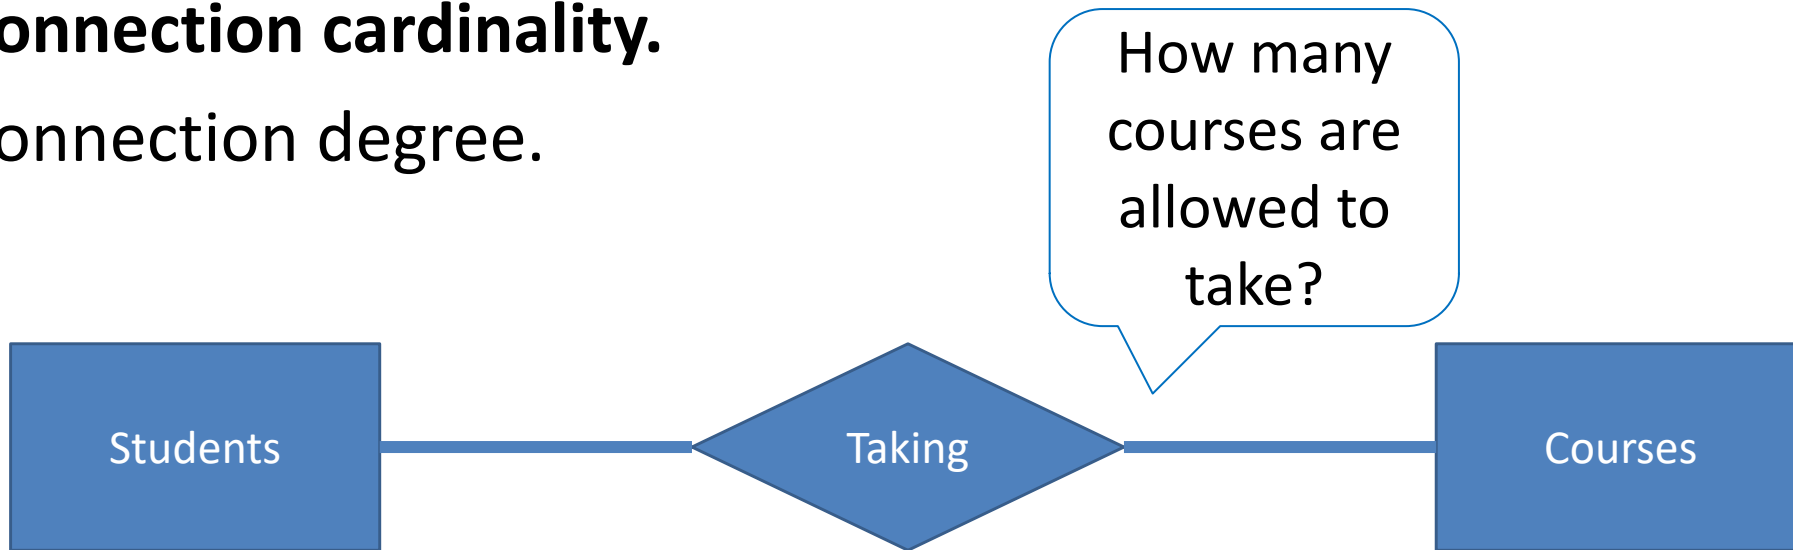 onnection cardinality.
onnection degree.
How many
courses are
allowed to
take?
Students
Taking
Courses